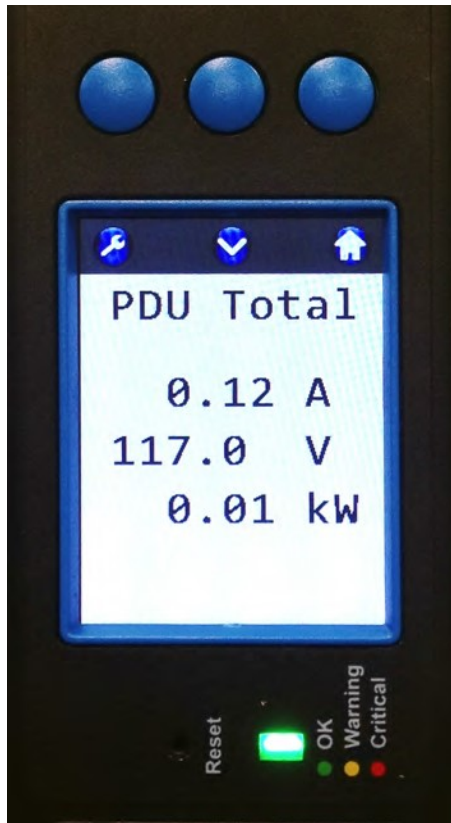 PDU Total
0.12 A
117.0 V
0.01 kW
Reset
OK
Warning
Critical